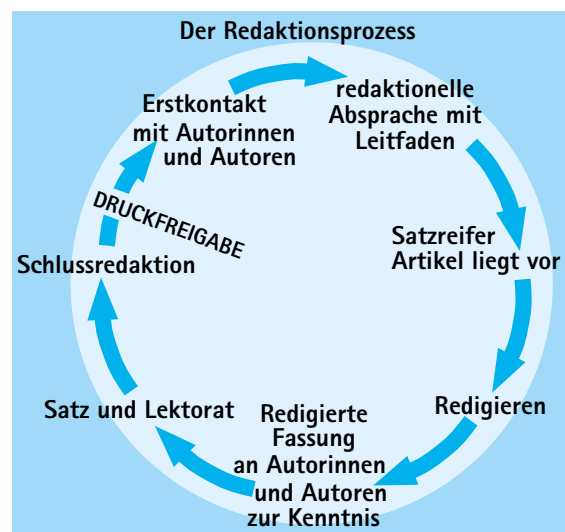 Der Redaktionsprozess
Erstkontakt
mit Autorinnen
und Autoren
redaktionelle
Absprache mit
Leitfaden
Satzreifer
Artikel liegt vor
Redigieren
Redigierte
Fassung
an Autorinnen
und Autoren
zur Kenntnis
Satz und Lektorat
Schlussredaktion
DRUCKFREIGABE